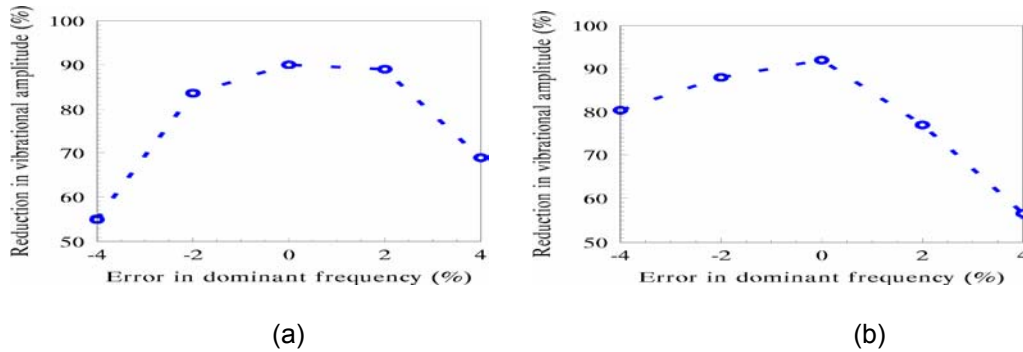 Reduction in vibrational amplitude (%)
100
90
80
70
60
50
-4 -2 0 2 4
Error in dominant frequency (%)
(a)
Reduction in vibrational amplitude (%)
100
90
80
70
60
50
-4 -2 0 2 4
Error in dominant frequency (%)
(b)